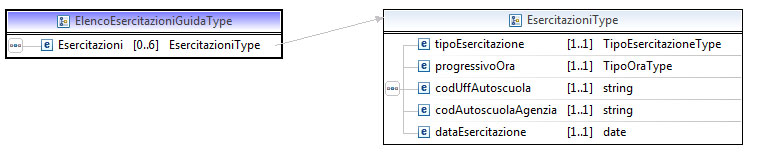 ElencoEsercitazioniGuidaType
Esercitazioni [0..6] EsercitazioniType
EsercitazioniType
tipoEsercitazione [1..1] TipoEsercitazioneType
progressivoOra [1..1] TipoOraType
codUffAutoscuola [1..1] string
codAutoscuolaAgenzia [1..1] string
dataEsercitazione [1..1] date